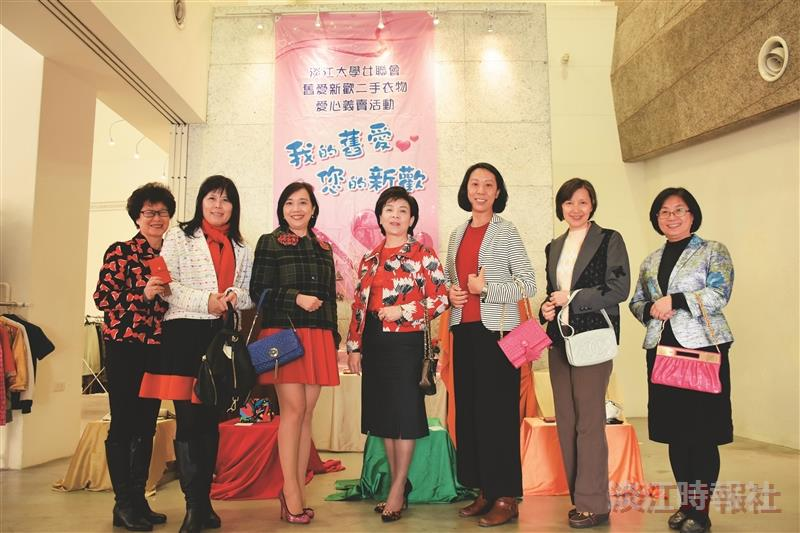 淡江大學女聯會
舊愛新歡二手衣物
愛心義賣活動
我的舊愛
您的新歡
淡江時報社